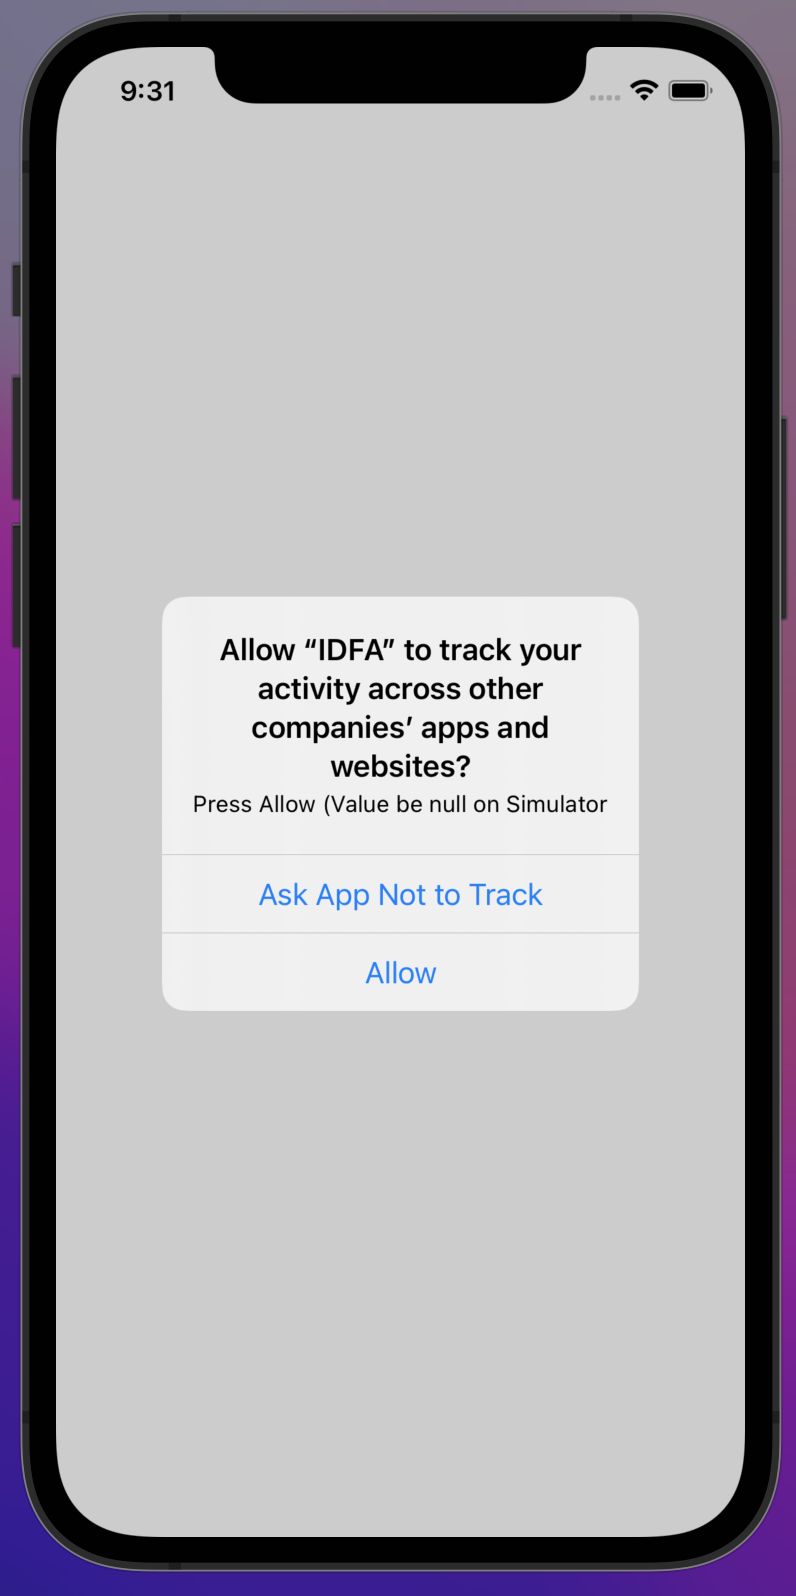 9:31
Allow “IDFA” to track your
activity across other
companies’ apps and
websites?
Press Allow (Value be null on Simulator
Ask App Not to Track
Allow